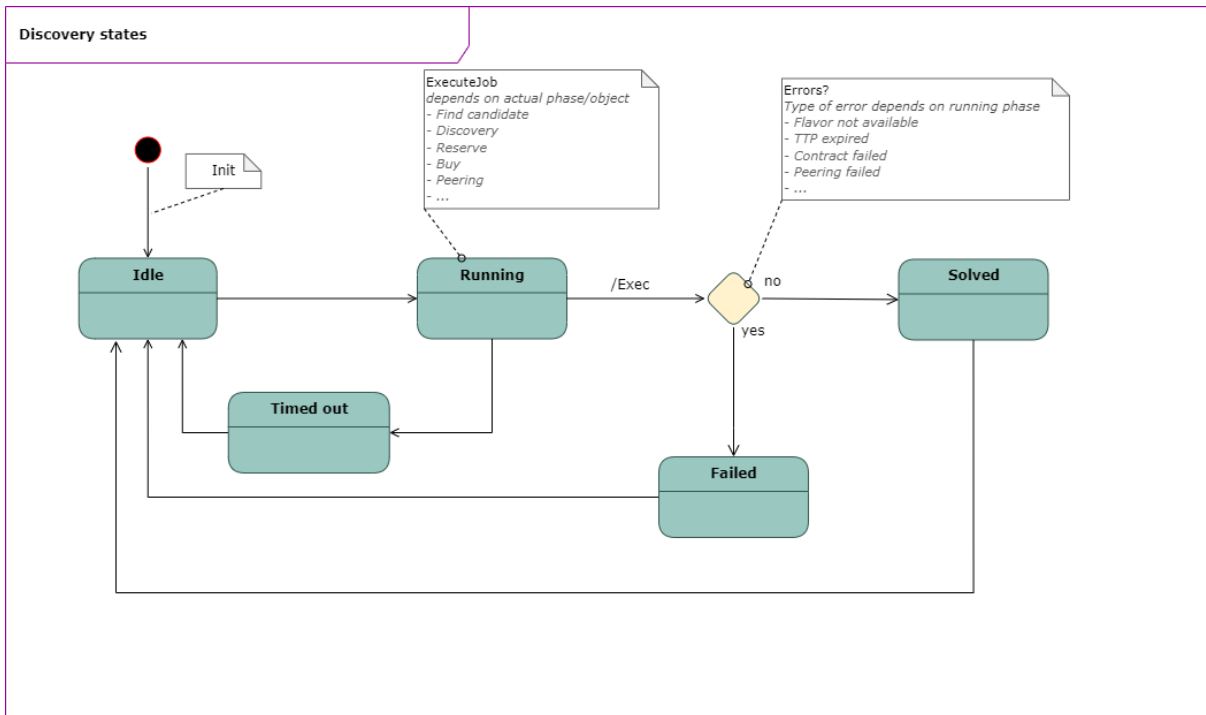 Discovery states
ExecuteJob
depends on actual phase/object
- Find candidate
- Discovery
- Reserve
- Buy
- Peering
- ...
Errors?
Type of error depends on running phase
- Flavor not available
- TTP expired
- Contract failed
- Peering failed
- ...
Init
Idle
Running
/Exec
no
yes
Solved
Timed out
Failed